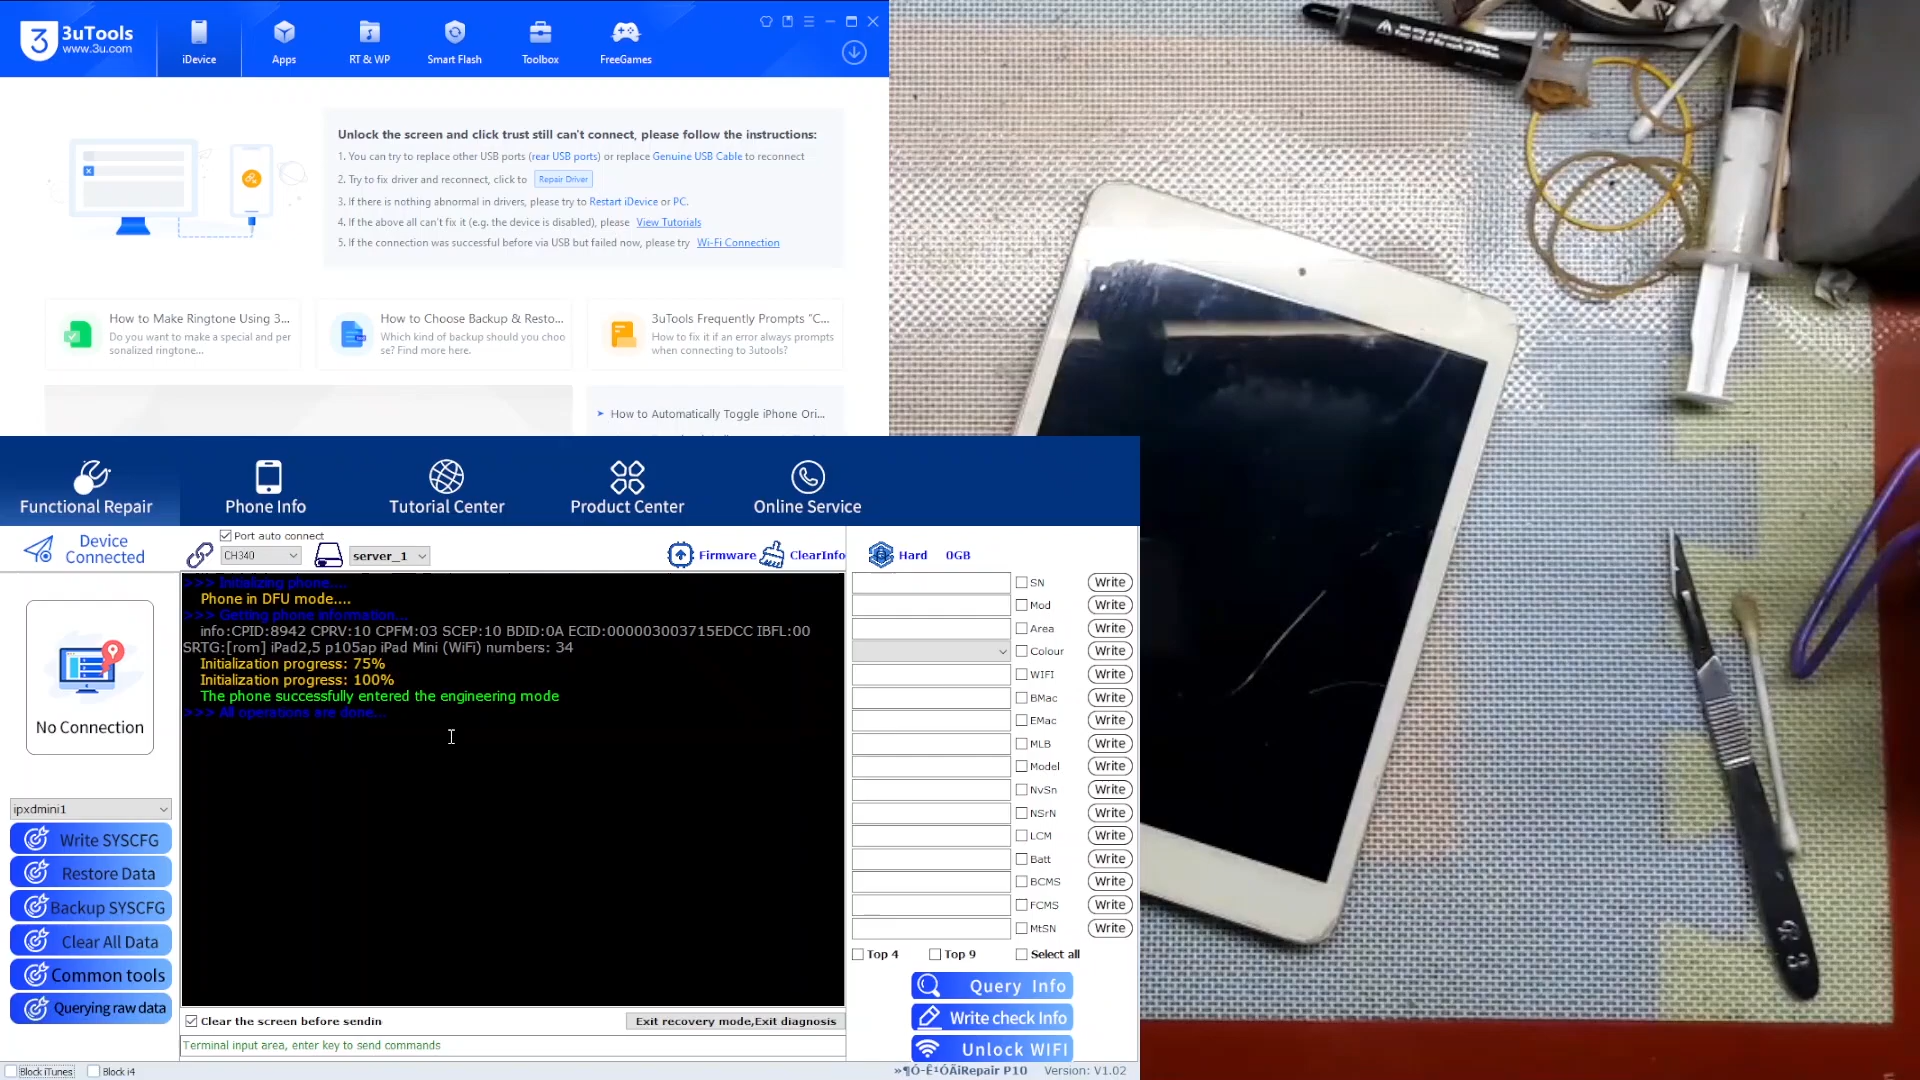 3uTools
www.3u.com
iDevice
Apps
RT & WP
Smart Flash
Toolbox
FreeGames
Unlock the screen and click trust still can't connect, please follow the instructions:
1. You can try to replace other USB ports (rear USB ports) or replace Genuine USB Cable to reconnect
2. Try to fix driver and reconnect, click to Repair Driver
3. If there is nothing abnormal in drivers, please try to Restart iDevice or PC.
4. If the above all can't fix it (e.g. the device is disabled), please View Tutorials
5. If the connection was successful before via USB but failed now, please try Wi-Fi Connection
How to Make Ringtone Using 3...
Do you want to make a special and per
sonalized ringtone...
How to Choose Backup & Resto...
Which kind of backup should you choo
se? Find more here.
3uTools Frequently Prompts "C...
How to fix it if an error always prompts
when connecting to 3utools?
How to Automatically Toggle iPhone Ori...
Functional Repair
Phone Info
Tutorial Center
Product Center
Online Service
Device
Connected
Port auto connect
CH340
server_1
Firmware
ClearInfo
Hard 0GB
>>> Initializing phone....
Phone in DFU mode....
>>> Getting phone information...
info:CPID:8942 CPRV:10 CPFM:03 SCEP:10 BDID:0A ECID:000003003715EDCC IBFL:00
SRTG:[rom] iPad2,5 p105ap iPad Mini (WiFi) numbers: 34
Initialization progress: 75%
Initialization progress: 100%
The phone successfully entered the engineering mode
>>> All operations are done...
No Connection
ipxdmini1
Write SYSCFG
Restore Data
Backup SYSCFG
Clear All Data
Common tools
Querying raw data
SN Write
Mod Write
Area Write
Colour Write
WIFI Write
BMac Write
EMac Write
MLB Write
Model Write
NvSn Write
NSrN Write
LCM Write
Batt Write
BCMS Write
FCMS Write
MtSN Write
Top 4
Top 9
Select all
Query Info
Write check Info
Unlock WIFI
Clear the screen before sendin
Exit recovery mode,Exit diagnosis
Terminal input area, enter key to send commands
Block iTunes
Block i4
»¶Ó-Ê¹ÓÃiRepair P10
Version: V1.02